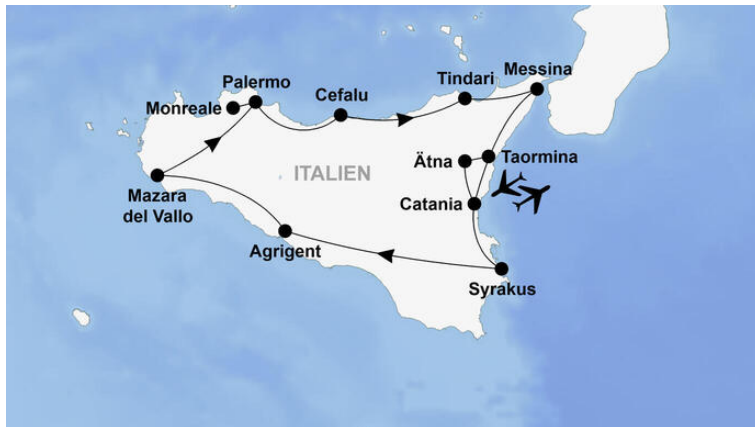 Messina
Tindari
Palermo
Cefalu
Monreale
Ätna
Taormina
ITALIEN
Mazara
del Vallo
Catania
Agrigent
Syrakus